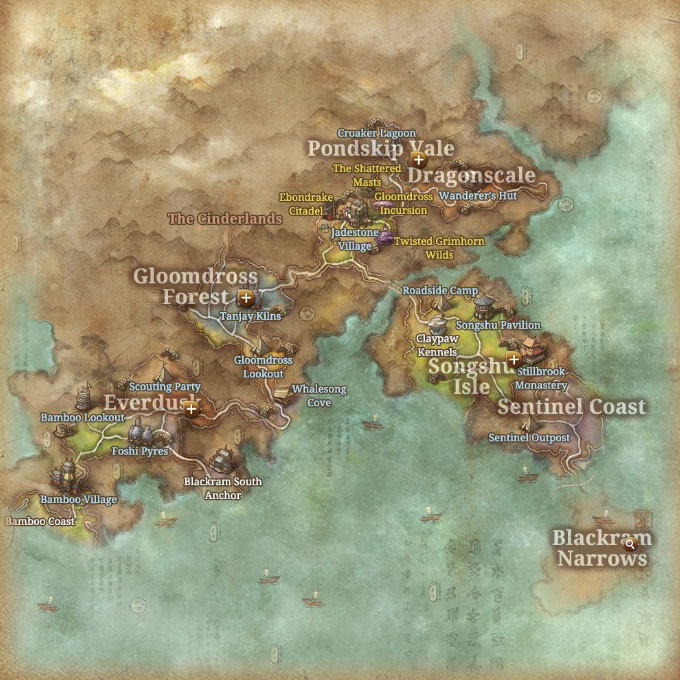 Croaker Lagoon
Pondskip Vale
The Shattered
Masts
Dragonscale
Wanderer's Hut
Ebondrake
Citadel
Gloomdross
Incursion
The Cinderlands
Jadestone
Village
Twisted Grimhorn
Wilds
Gloomdross
Forest
Tanjay Kilns
Roadside Camp
Songshu Pavilion
Claypaw
Kennels
Gloomdross
Lookout
Songshu
Isle
Stillbrook
Monastery
Scouting Party
Whalesong
Cove
Everdusk
Sentinel Coast
Bamboo Lookout
Foshi Pyres
Sentinel Outpost
Blackram South
Anchor
Bamboo Village
Bamboo Coast
Blackram
Narrows